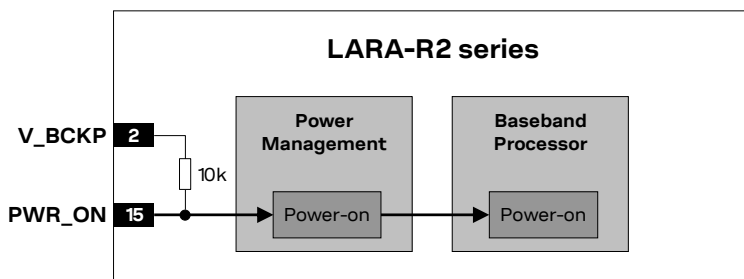 LARA-R2 series
Power Management
Baseband Processor
V_BCKP 2
10k
PWR_ON 15
Power-on
Power-on